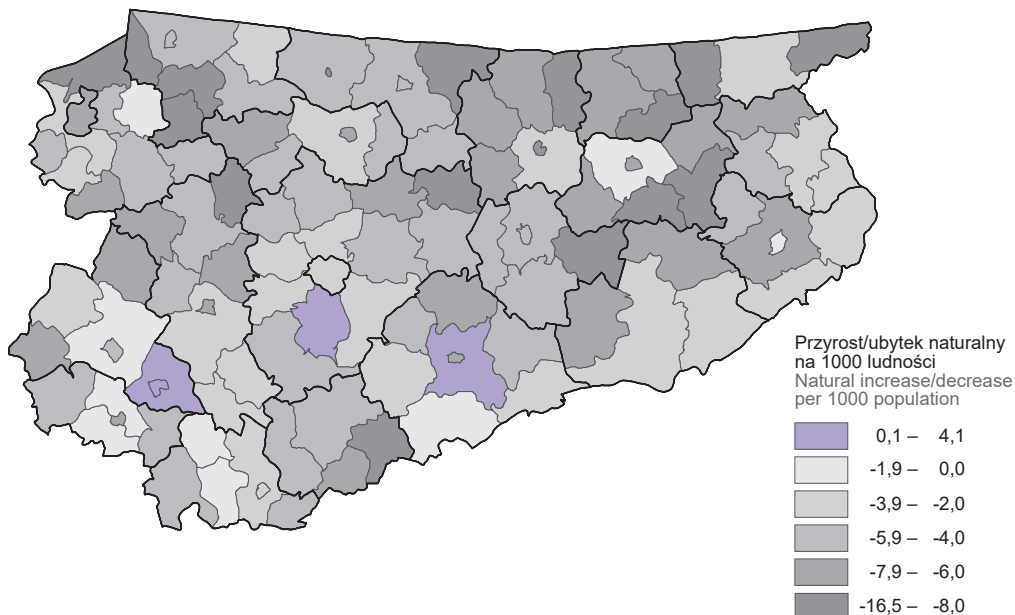 Przyrost/ubytek naturalny
na 1000 ludności
Natural increase/decrease
per 1000 population
0,1 – 4,1
-1,9 – 0,0
-3,9 – -2,0
-5,9 – -4,0
-7,9 – -6,0
-16,5 – -8,0